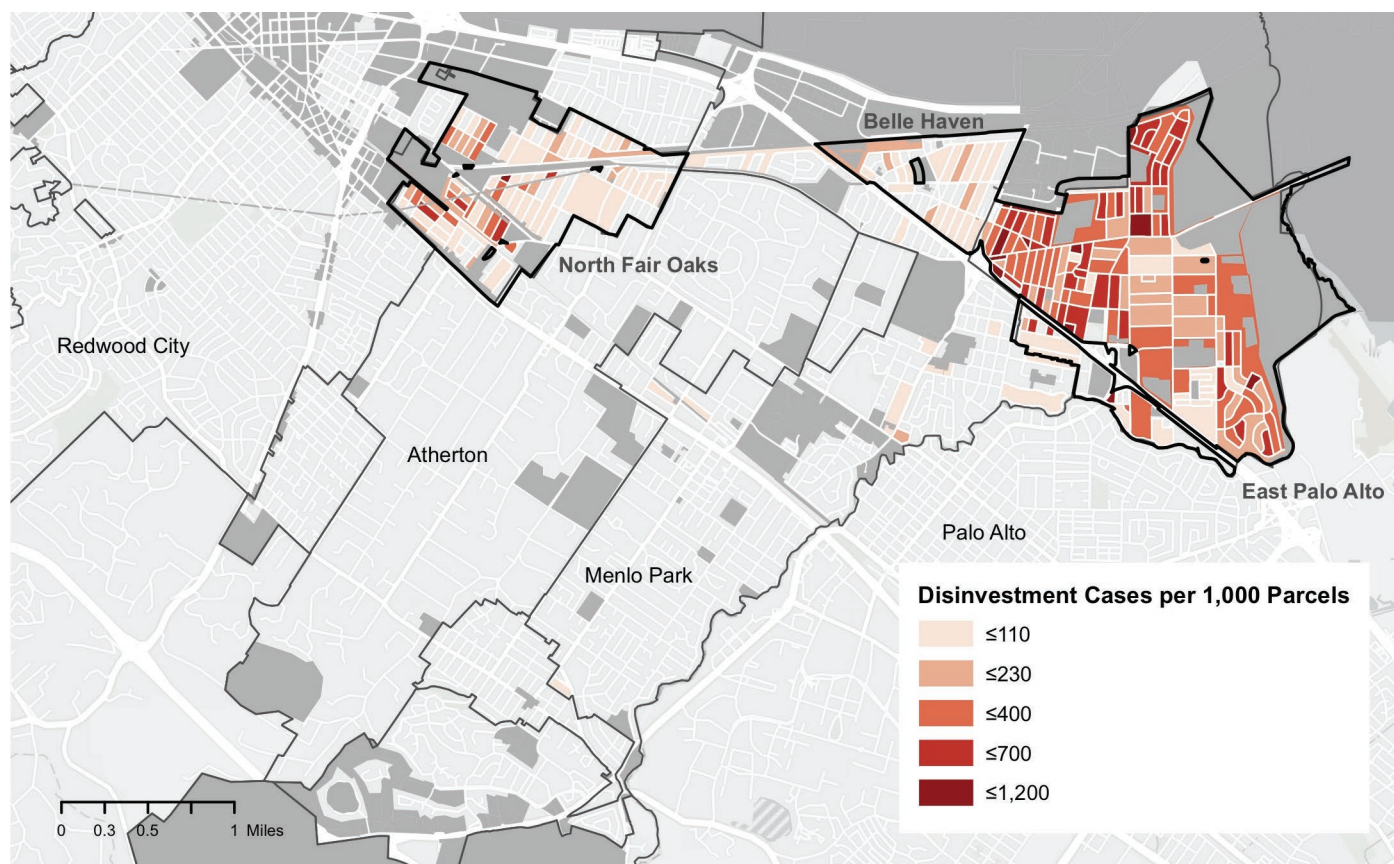 Belle Haven
North Fair Oaks
Redwood City
Atherton
East Palo Alto
Palo Alto
Menlo Park
Disinvestment Cases per 1,000 Parcels
≤110
≤230
≤400
≤700
≤1,200
0 0.3 0.5 1 Miles